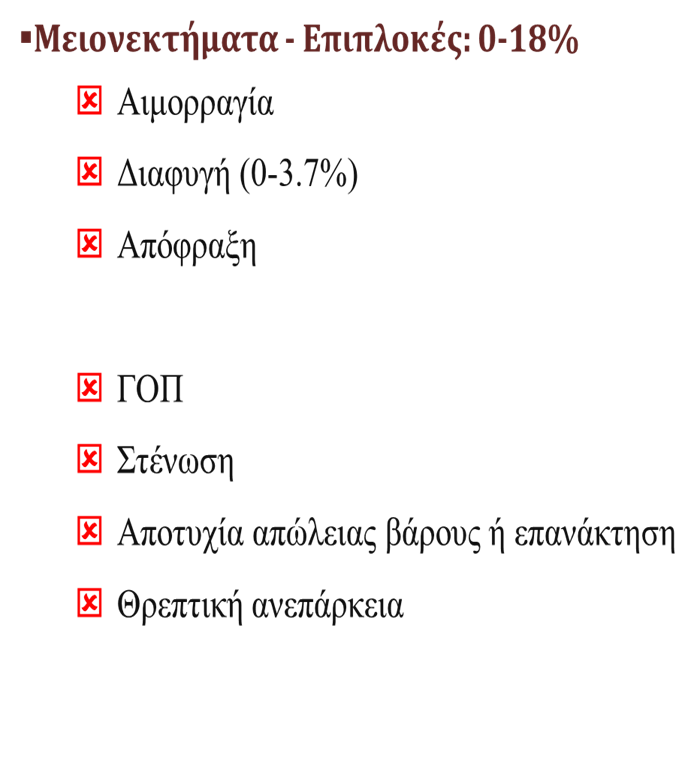 ▪Μειονεκτήματα - Επιπλοκές: 0-18%
Αιμορραγία
Διαφυγή (0-3.7%)
Απόφραξη
ΓΟΠ
Στένωση
Αποτυχία απώλειας βάρους ή επανάκτηση
Θρεπτική ανεπάρκεια